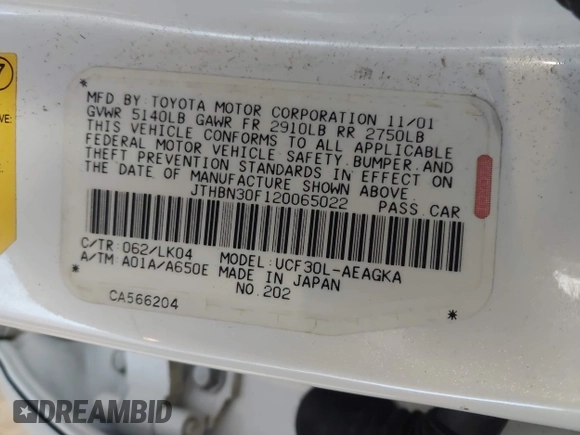 7
MFD BY: TOYOTA MOTOR CORPORATION 11/01
GVWR 5140LB GAWR FR 2910LB RR 2750LB
THIS VEHICLE CONFORMS TO ALL APPLICABLE
FEDERAL MOTOR VEHICLE SAFETY, BUMPER, AND
THEFT PREVENTION STANDARDS IN EFFECT ON
THE DATE OF MANUFACTURE SHOWN ABOVE.
JTHBN30F120065022 PASS. CAR
C/TR: 062/LK04 MODEL: UCF30L-AEAGKA
A/TM: A01A/A650E MADE IN JAPAN
NO. 202
CA566204
DREAMBID